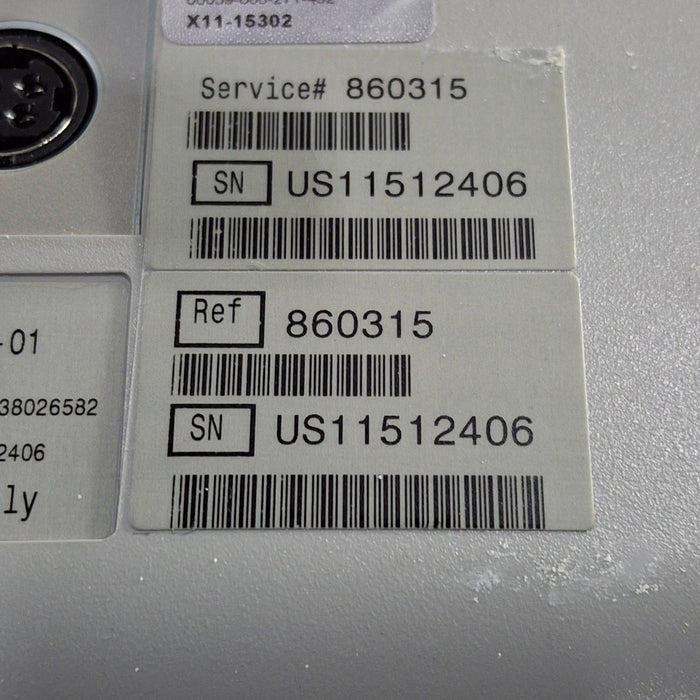 X11-15302
Service# 860315
SN US11512406
Ref 860315
SN US11512406
-01
38026582
2406
ly